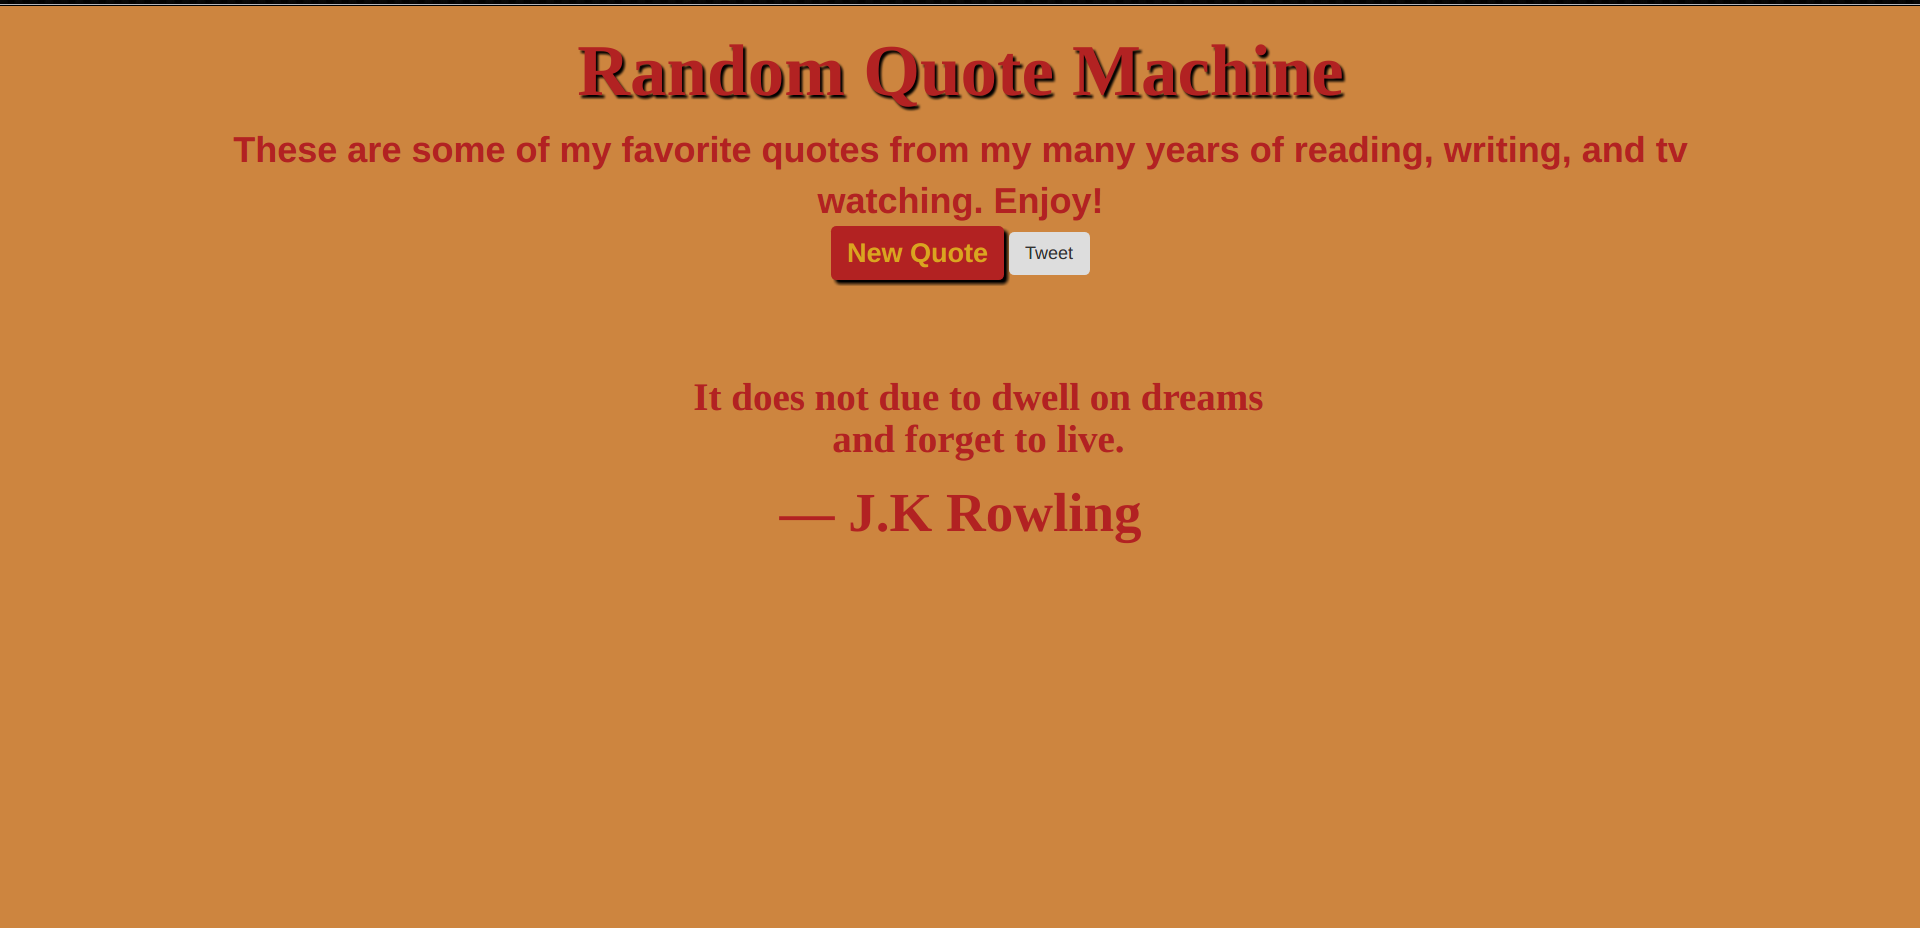 Random Quote Machine
These are some of my favorite quotes from my many years of reading, writing, and tv
watching. Enjoy!
New Quote Tweet
It does not due to dwell on dreams
and forget to live.
— J.K Rowling